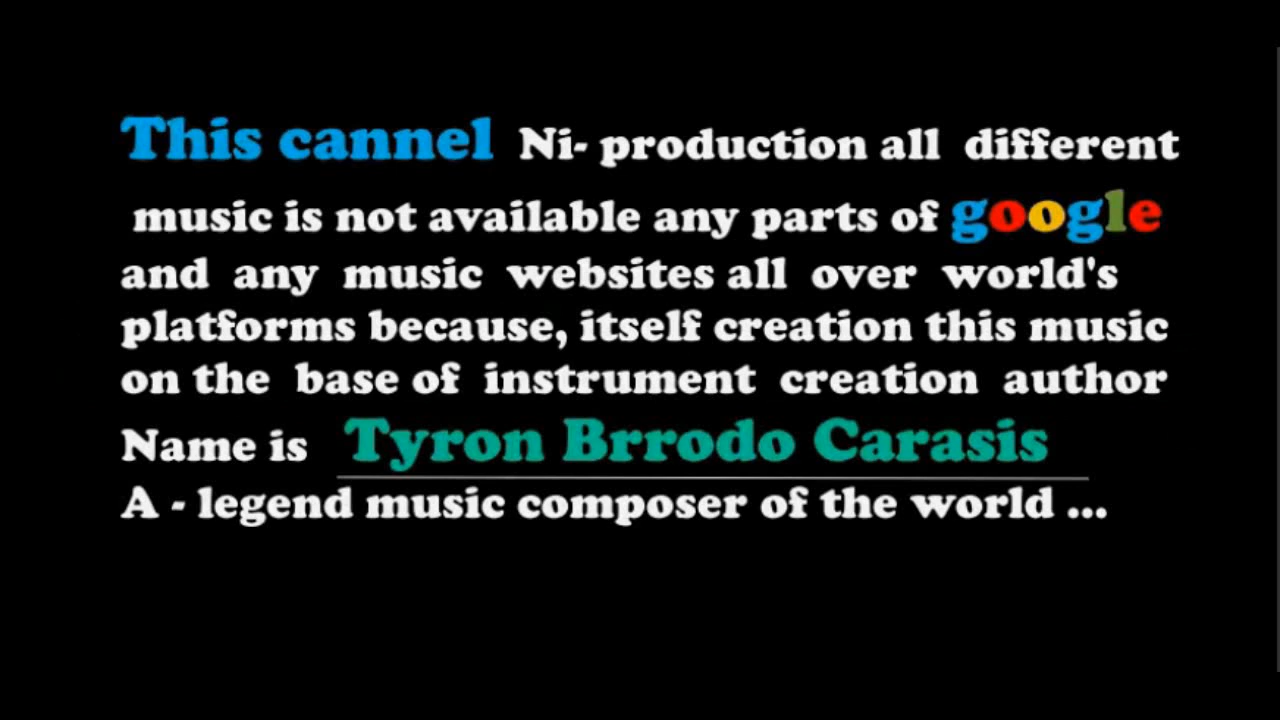 This cannel Ni- production all different
music is not available any parts of google
and any music websites all over world's
platforms because, itself creation this music
on the base of instrument creation author
Name is Tyron Brrodo Carasis
A - legend music composer of the world ...